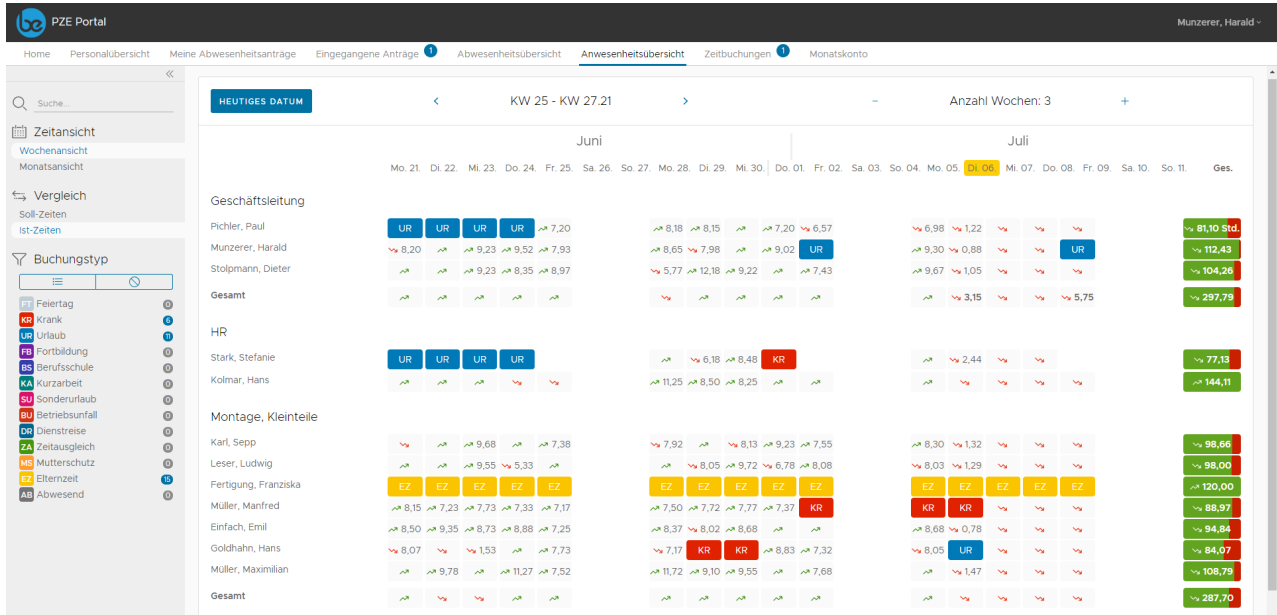 be PZE Portal Munzerer, Harald
Home Personalübersicht Meine Abwesenheitsanträge Eingegangene Anträge 1 Abwesenheitsübersicht Anwesenheitsübersicht Zeitbuchungen 1 Monatskonto
Suche...
Zeitansicht
Wochenansicht
Monatsansicht
Vergleich
Soll-Zeiten
Ist-Zeiten
Buchungstyp
FT Feiertag 0
KR Krank 6
UR Urlaub 11
FB Fortbildung 0
BS Berufsschule 0
KA Kurzarbeit 0
SU Sonderurlaub 0
BU Betriebsunfall 0
DR Dienstreise 0
ZA Zeitausgleich 0
MS Mutterschutz 0
EZ Elternzeit 15
AB Abwesend 0
HEUTIGES DATUM < KW 25 - KW 27.21 > − Anzahl Wochen: 3 +
Juni Juli
Mo. 21. Di. 22. Mi. 23. Do. 24. Fr. 25. Sa. 26. So. 27. Mo. 28. Di. 29. Mi. 30. Do. 01. Fr. 02. Sa. 03. So. 04. Mo. 05. Di. 06. Mi. 07. Do. 08. Fr. 09. Sa. 10. So. 11. Ges.
Geschäftsleitung
Pichler, Paul UR UR UR UR 7,20 8,18 8,15 7,20 6,57 6,98 1,22 81,10 Std.
Munzerer, Harald 8,20 9,23 9,52 7,93 8,65 7,98 9,02 UR 9,30 0,88 UR 112,43
Stolpmann, Dieter 9,23 8,35 8,97 5,77 12,18 9,22 7,43 9,67 1,05 104,26
Gesamt 3,15 5,75 297,79
HR
Stark, Stefanie UR UR UR UR 6,18 8,48 KR 2,44 77,13
Kolmar, Hans 11,25 8,50 8,25 144,11
Montage, Kleinteile
Karl, Sepp 9,68 7,38 7,92 8,13 9,23 7,55 8,30 1,32 98,66
Leser, Ludwig 9,55 5,33 8,05 9,72 6,78 8,08 8,03 1,29 98,00
Fertigung, Franziska EZ EZ EZ EZ EZ EZ EZ EZ EZ EZ EZ EZ EZ EZ EZ 120,00
Müller, Manfred 8,15 7,23 7,73 7,33 7,17 7,50 7,72 7,77 7,37 KR KR KR 88,97
Einfach, Emil 8,50 9,35 8,73 8,88 7,25 8,37 8,02 8,68 8,68 0,78 94,84
Goldhahn, Hans 8,07 1,53 7,73 7,17 KR KR 8,83 7,32 8,05 UR 84,07
Müller, Maximilian 9,78 11,27 7,52 11,72 9,10 9,55 7,68 1,47 108,79
Gesamt 287,70